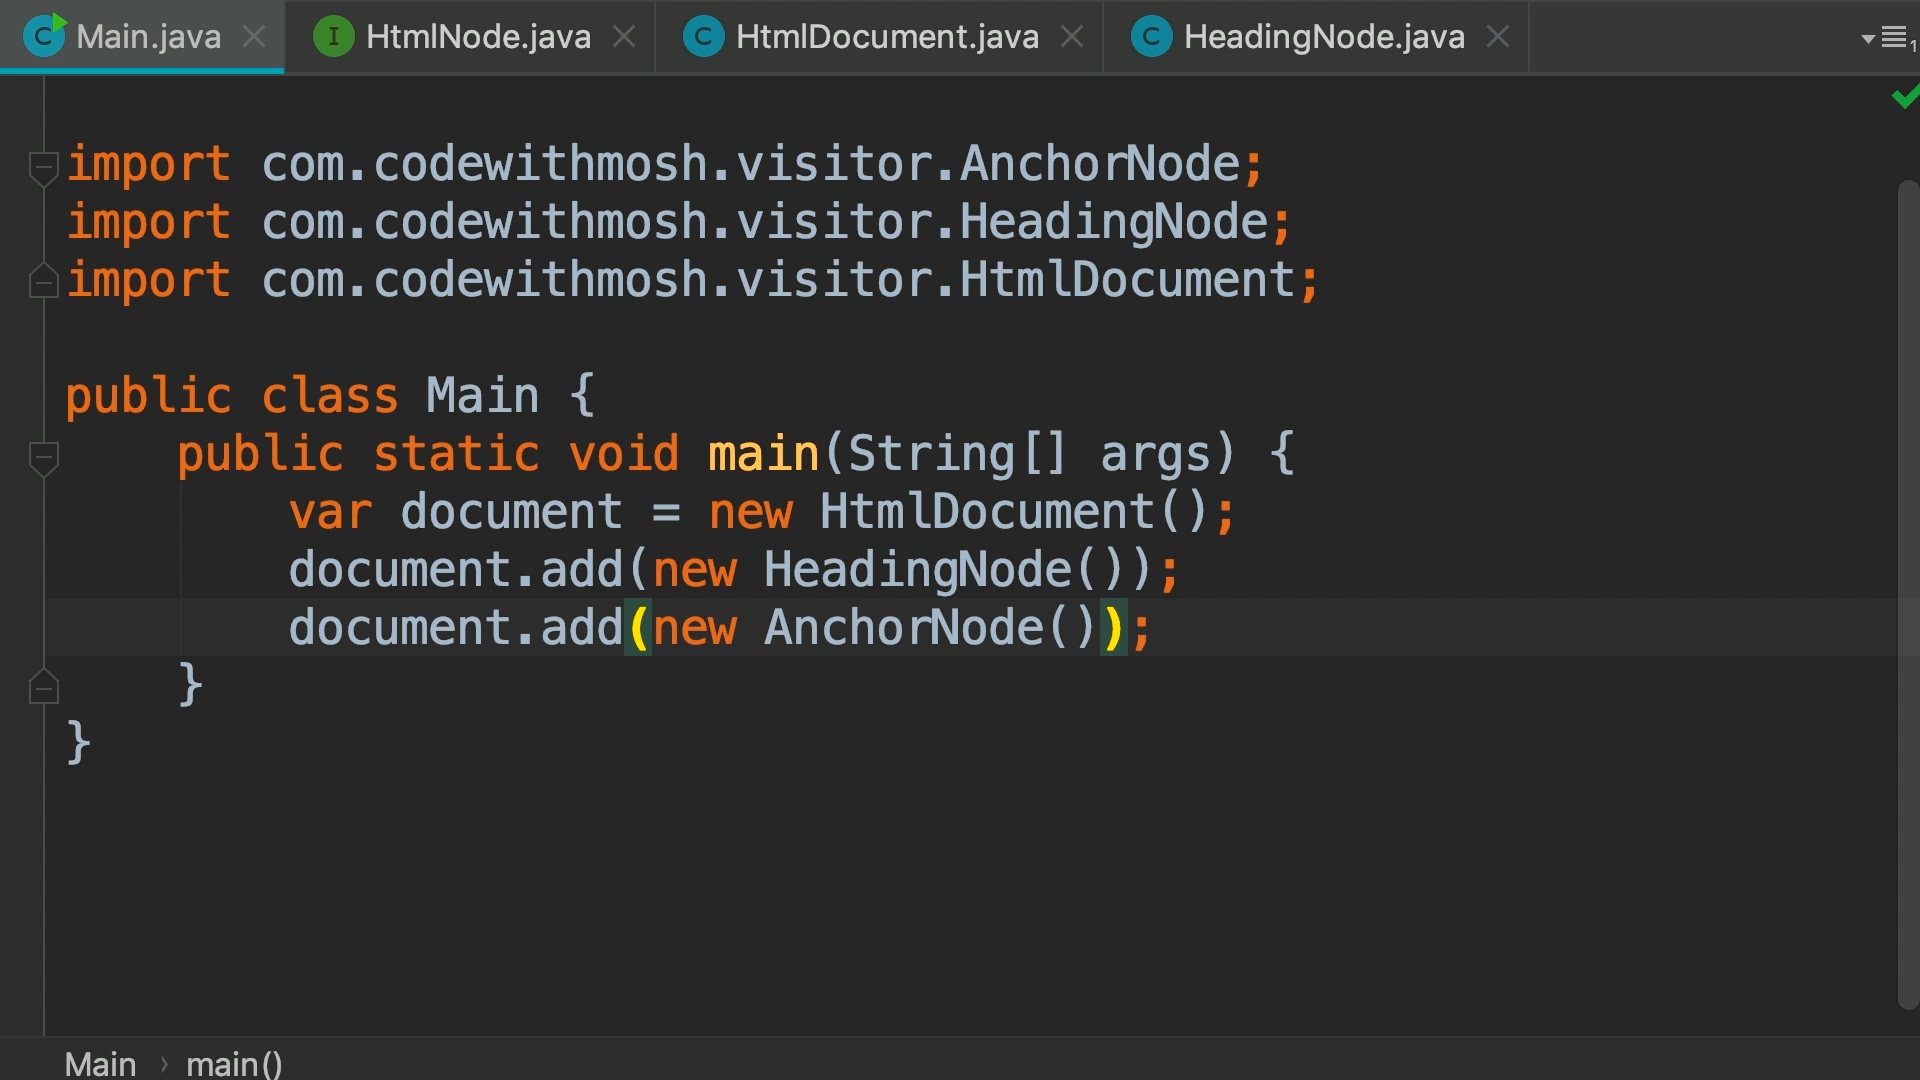 Main.java
HtmlNode.java
HtmlDocument.java
HeadingNode.java
import com.codewithmosh.visitor.AnchorNode;
import com.codewithmosh.visitor.HeadingNode;
import com.codewithmosh.visitor.HtmlDocument;
public class Main {
    public static void main(String[] args) {
        var document = new HtmlDocument();
        document.add(new HeadingNode());
        document.add(new AnchorNode());
    }
}
Main › main()